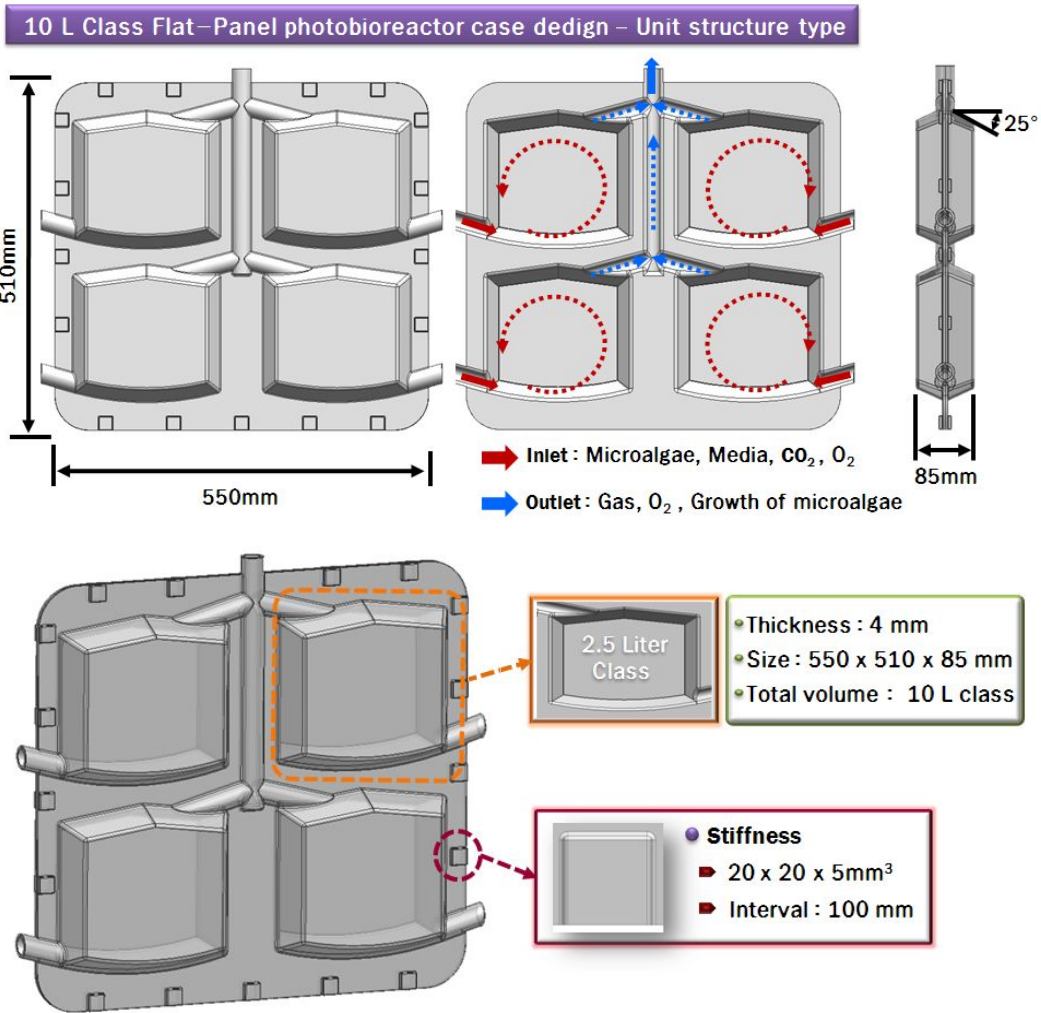 10 L Class Flat-Panel photobioreactor case dedign - Unit structure type
510mm
550mm
25°
85mm
Inlet : Microalgae, Media, CO₂, O₂
Outlet : Gas, O₂ , Growth of microalgae
2.5 Liter
Class
Thickness : 4 mm
Size : 550 x 510 x 85 mm
Total volume : 10 L class
Stiffness
20 x 20 x 5mm³
Interval : 100 mm